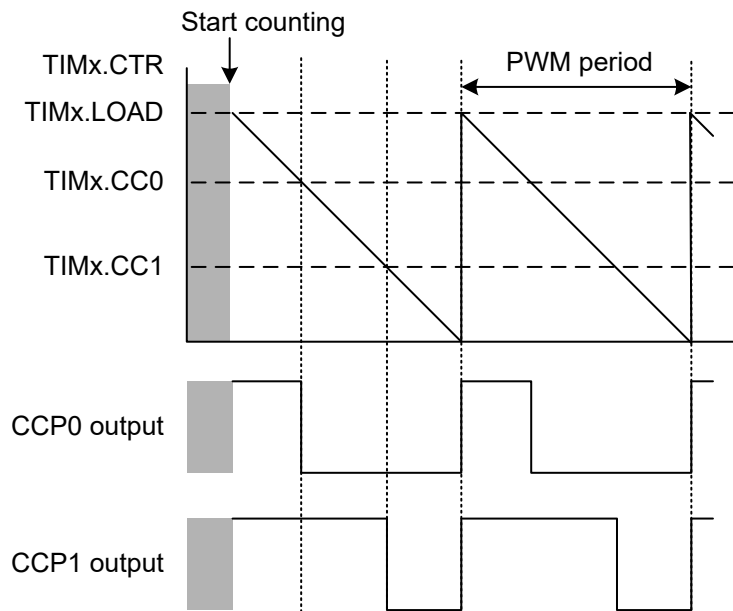 Start counting
TIMx.CTR
PWM period
TIMx.LOAD
TIMx.CC0
TIMx.CC1
CCP0 output
CCP1 output